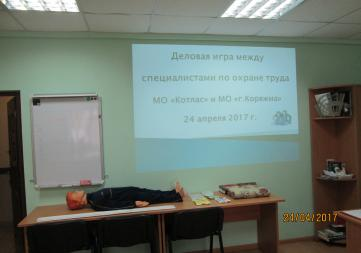 Деловая игра между
специалистами по охране труда
МО «Котлас» и МО «г.Коряжма»
24 апреля 2017 г.
24/04/2017